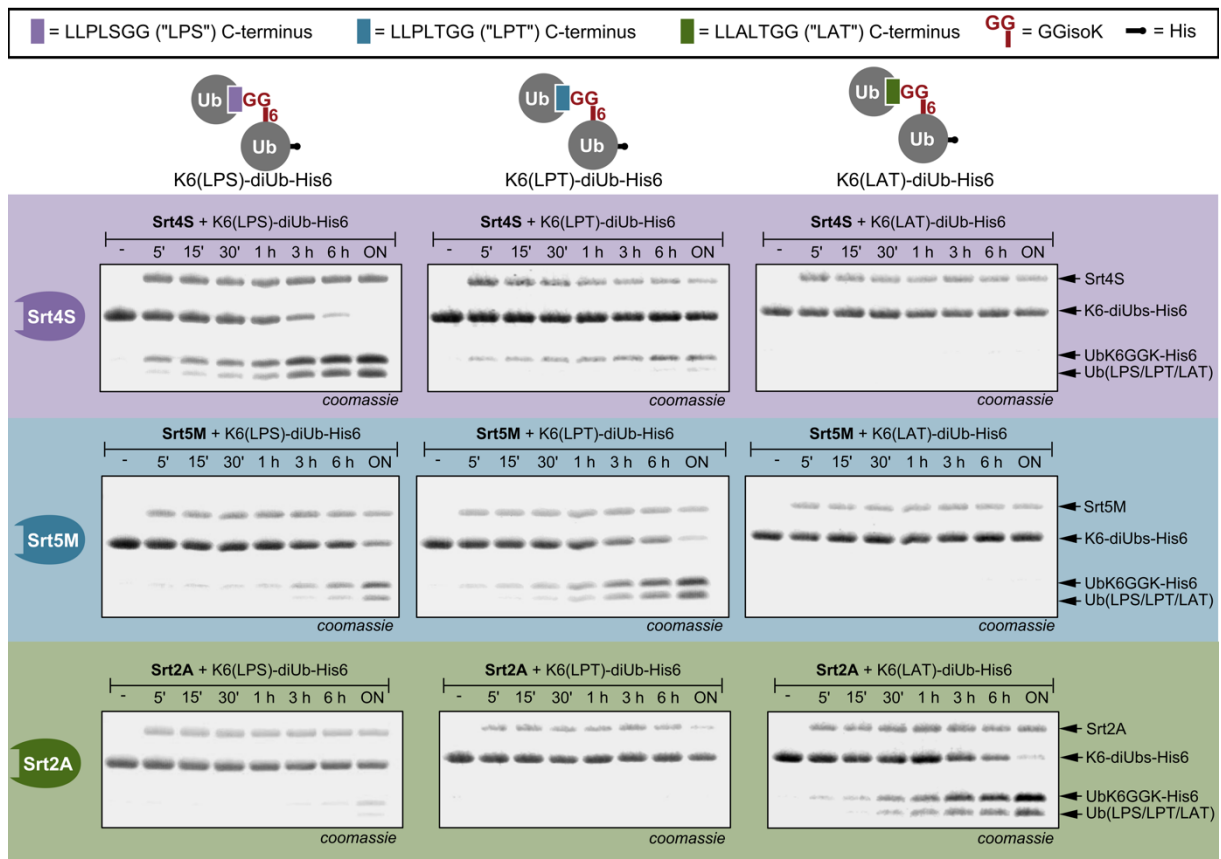 = LLPLSGG ("LPS") C-terminus = LLPLTGG ("LPT") C-terminus = LLALTGG ("LAT") C-terminus GG = GGisoK = His
Ub GG 6 Ub
K6(LPS)-diUb-His6
Ub GG 6 Ub
K6(LPT)-diUb-His6
Ub GG 6 Ub
K6(LAT)-diUb-His6
Srt4S
Srt4S + K6(LPS)-diUb-His6
- 5' 15' 30' 1 h 3 h 6 h ON
coomassie
Srt4S + K6(LPT)-diUb-His6
- 5' 15' 30' 1 h 3 h 6 h ON
coomassie
Srt4S + K6(LAT)-diUb-His6
- 5' 15' 30' 1 h 3 h 6 h ON
Srt4S
K6-diUbs-His6
UbK6GGK-His6
Ub(LPS/LPT/LAT)
coomassie
Srt5M
Srt5M + K6(LPS)-diUb-His6
- 5' 15' 30' 1 h 3 h 6 h ON
coomassie
Srt5M + K6(LPT)-diUb-His6
- 5' 15' 30' 1 h 3 h 6 h ON
coomassie
Srt5M + K6(LAT)-diUb-His6
- 5' 15' 30' 1 h 3 h 6 h ON
Srt5M
K6-diUbs-His6
UbK6GGK-His6
Ub(LPS/LPT/LAT)
coomassie
Srt2A
Srt2A + K6(LPS)-diUb-His6
- 5' 15' 30' 1 h 3 h 6 h ON
coomassie
Srt2A + K6(LPT)-diUb-His6
- 5' 15' 30' 1 h 3 h 6 h ON
coomassie
Srt2A + K6(LAT)-diUb-His6
- 5' 15' 30' 1 h 3 h 6 h ON
Srt2A
K6-diUbs-His6
UbK6GGK-His6
Ub(LPS/LPT/LAT)
coomassie